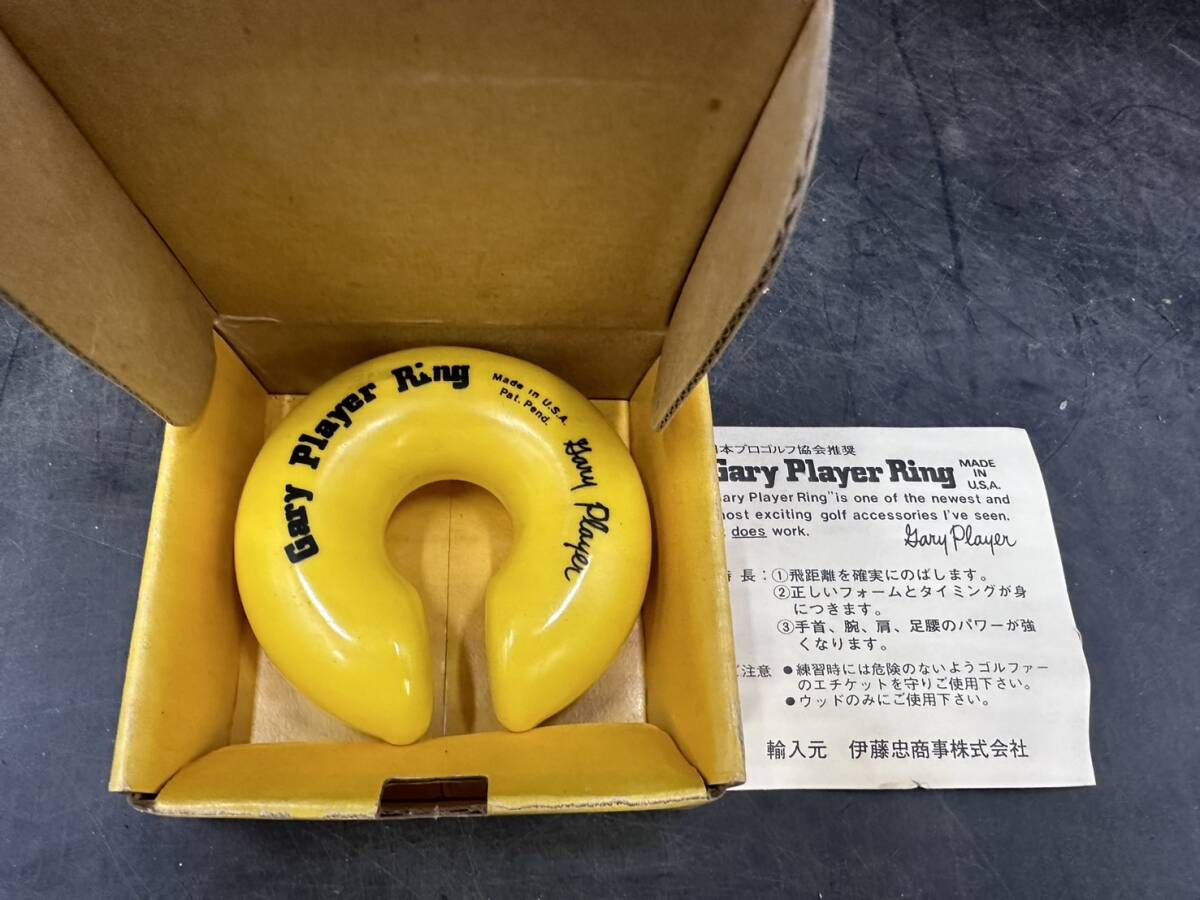 Gary Player Ring
Made in U.S.A.
Pat. Pend.
Gary Player
本プロゴルフ協会推奨
Gary Player Ring MADE IN U.S.A.
ary Player Ring" is one of the newest and
ost exciting golf accessories I've seen.
does work.
Gary Player
長：①飛距離を確実にのばします。
②正しいフォームとタイミングが身
につきます。
③手首、腕、肩、足腰のパワーが強
くなります。
注意 ●練習時には危険のないようゴルファー
のエチケットを守りご使用下さい。
●ウッドのみにご使用下さい。
輸入元 伊藤忠商事株式会社